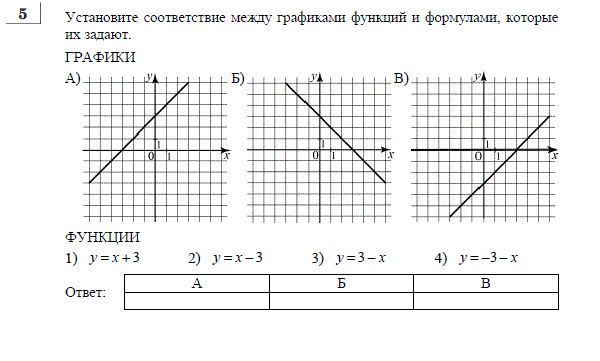 5
Установите соответствие между графиками функций и формулами, которые
их задают.
ГРАФИКИ
А) Б) В)
y y y
1 1 1
0 1 x 0 1 x 0 1 x
ФУНКЦИИ
1) y = x + 3 2) y = x − 3 3) y = 3 − x 4) y = −3 − x
А Б В
Ответ: